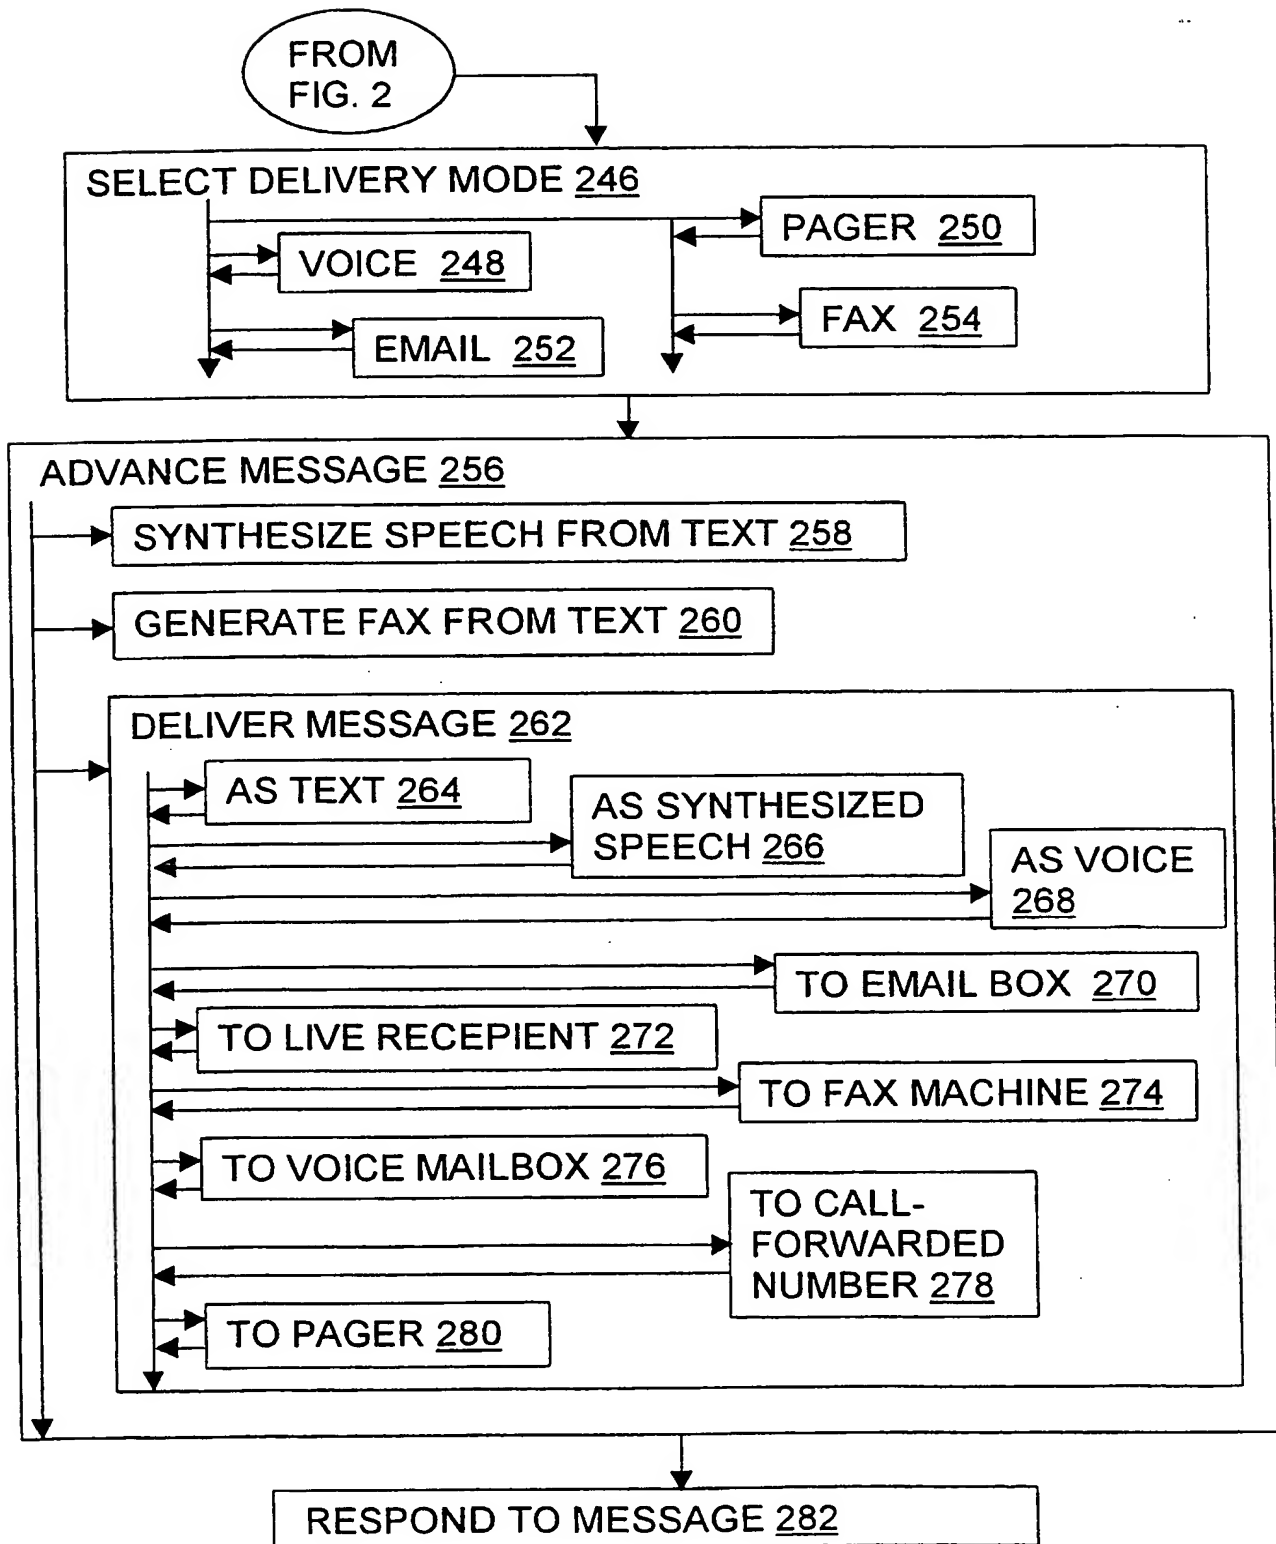 FROM
FIG. 2
SELECT DELIVERY MODE 246
PAGER 250
VOICE 248
FAX 254
EMAIL 252
ADVANCE MESSAGE 256
SYNTHESIZE SPEECH FROM TEXT 258
GENERATE FAX FROM TEXT 260
DELIVER MESSAGE 262
AS TEXT 264
AS SYNTHESIZED
SPEECH 266
AS VOICE
268
TO EMAIL BOX 270
TO LIVE RECEPIENT 272
TO FAX MACHINE 274
TO VOICE MAILBOX 276
TO CALL-
FORWARDED
NUMBER 278
TO PAGER 280
RESPOND TO MESSAGE 282